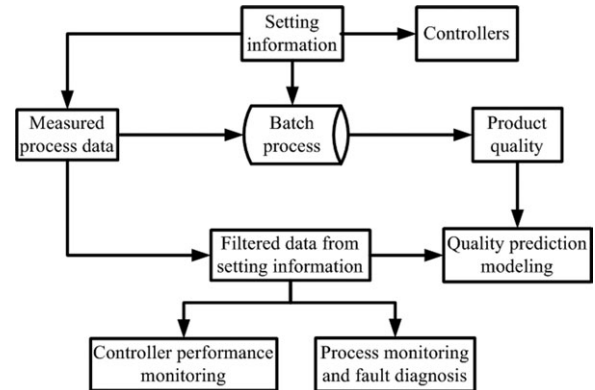 Setting
information
Controllers
Measured
process data
Batch
process
Product
quality
Filtered data from
setting information
Quality prediction
modeling
Controller performance
monitoring
Process monitoring
and fault diagnosis